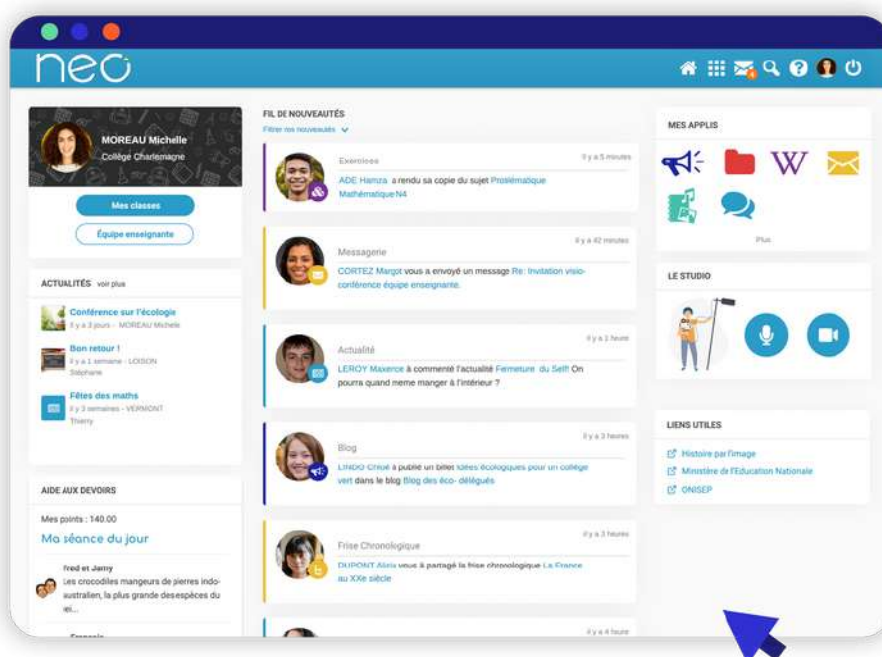 neo
4
MOREAU Michelle
Collège Charlemagne
Mes classes
Équipe enseignante
ACTUALITÉS voir plus
Conférence sur l'écologie
Il y a 3 jours - MOREAU Michele
Bon retour !
Il y a 1 semaine - LOISON
Stéphane
Fêtes des maths
Il y 3 semaines - VERMONT
Thierry
AIDE AUX DEVOIRS
Mes points : 140.00
Ma séance du jour
Fred et Jamy
Les crocodiles mangeurs de pierres indo-
australien, la plus grande des espèces du
Français
FIL DE NOUVEAUTÉS
Filtrer nos nouveautés
Exercices
Il y a 5 minutes
ADE Hamza a rendu sa copie du sujet Problématique
Mathématique N4
Messagerie
Il y a 42 minutes
CORTEZ Margot vous a envoyé un message Re: Invitation visio-
conférence équipe enseignante.
Actualité
Il y a 1 heure
LEROY Maxence à commenté l'actualité Fermeture du Self! On
pourra quand meme manger à l'intérieur ?
Blog
Il y a 3 heures
LINDO Chloé a publié un billet Idées écologiques pour un collège
vert dans le blog Blog des éco- délégués
Frise Chronologique
Il y a 3 heures
DUPONT Alixia vous à partagé la frise chronologique La France
au XXe siècle
Il y a 4 heure
MES APPLIS
W
Plus
LE STUDIO
LIENS UTILES
Histoire par l'image
Ministère de l'Education Nationale
ONISEP